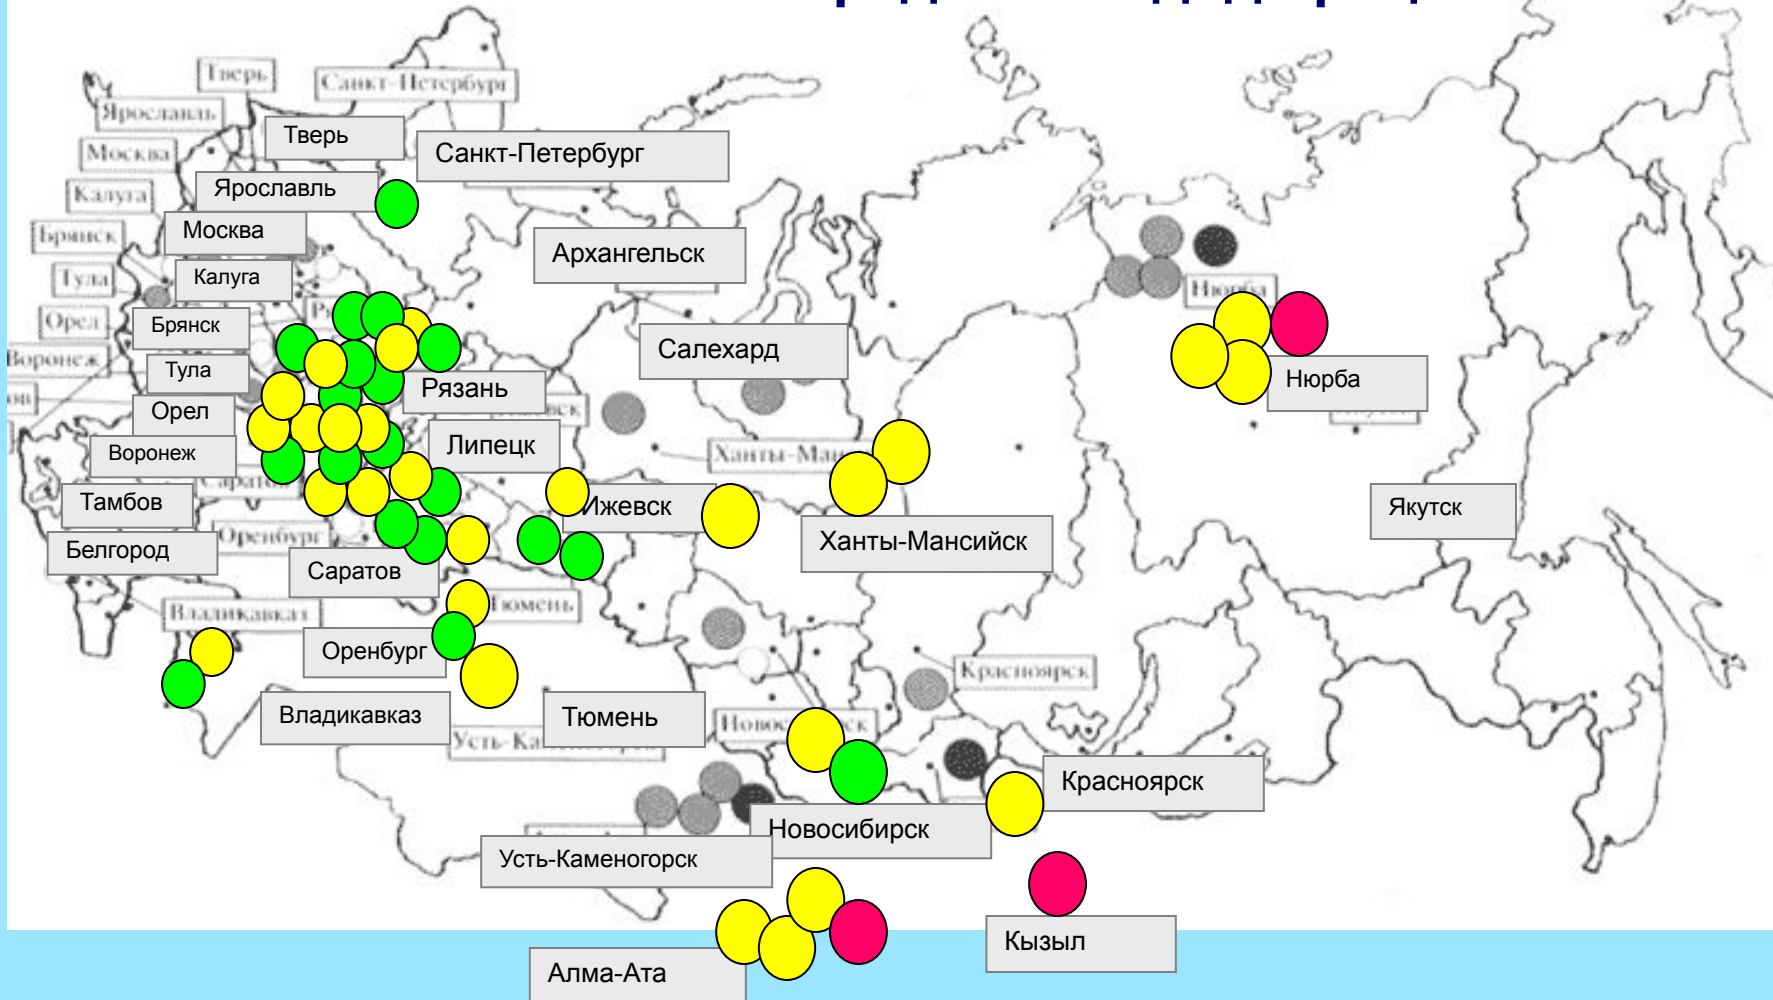 Тверь
Санкт-Петербург
Ярославль
Москва
Калуга
Брянск
Тула
Орел
Воронеж
Тверь
Санкт-Петербург
Ярославль
Москва
Калуга
Брянск
Тула
Орел
Воронеж
Тамбов
Белгород
Архангельск
Салехард
Рязань
Липецк
Ижевск
Ханты-Ман
Ханты-Мансийск
Нюрба
Нюрба
Якутск
Саратов
Оренбург
Саратов
Владикавказ
Тюмень
Оренбург
Владикавказ
Тюмень
Красноярск
Красноярск
Новосибирск
Усть-Каменогорск
Кызыл
Алма-Ата